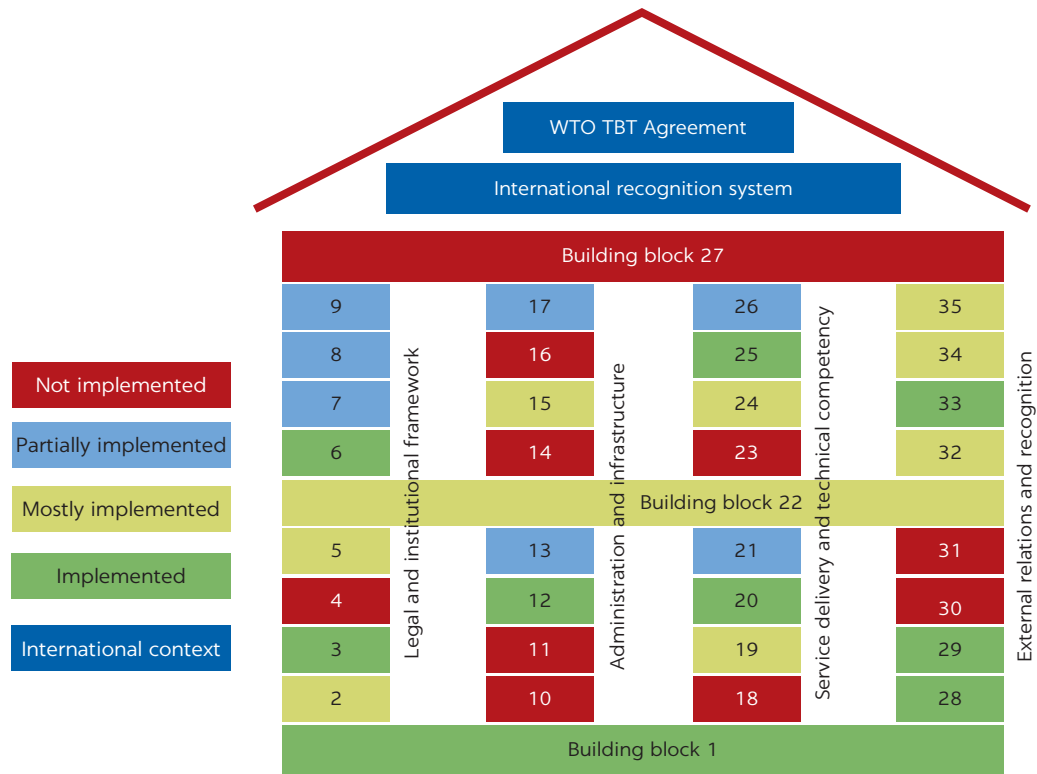 WTO TBT Agreement
International recognition system
Building block 27
9
17
26
35
8
16
25
34
7
15
24
33
6
14
23
32
Building block 22
5
13
21
31
4
12
20
30
3
11
19
29
2
10
18
28
Building block 1
Legal and institutional framework
Administration and infrastructure
Service delivery and technical competency
External relations and recognition
Not implemented
Partially implemented
Mostly implemented
Implemented
International context